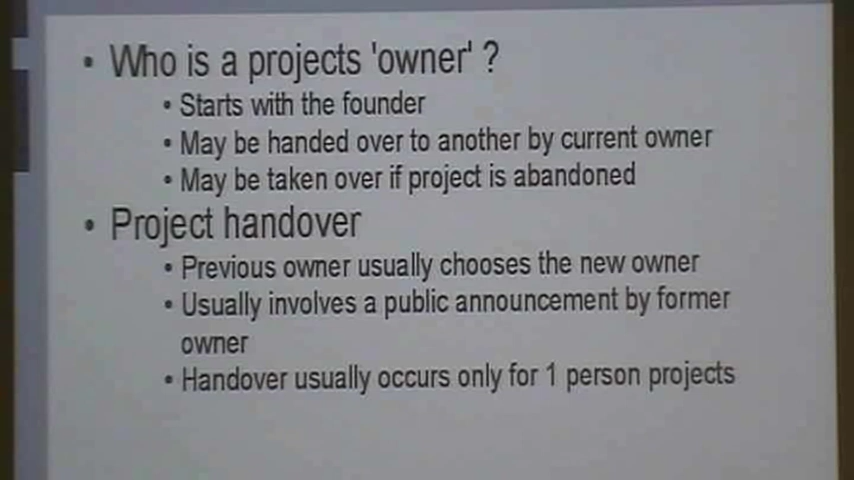 • Who is a projects 'owner' ?
• Starts with the founder
• May be handed over to another by current owner
• May be taken over if project is abandoned
• Project handover
• Previous owner usually chooses the new owner
• Usually involves a public announcement by former
owner
• Handover usually occurs only for 1 person projects